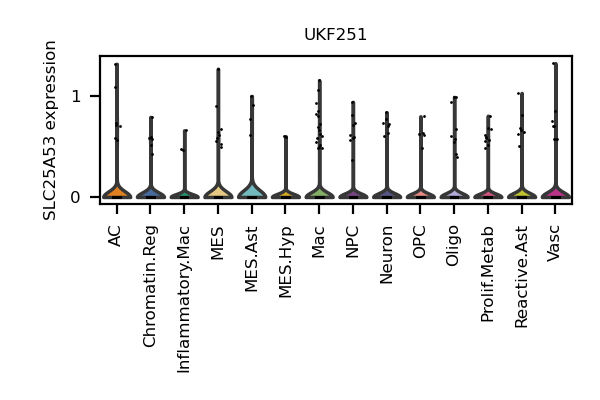 UKF251
SLC25A53 expression
1
0
AC
Chromatin.Reg
Inflammatory.Mac
MES
MES.Ast
MES.Hyp
Mac
NPC
Neuron
OPC
Oligo
Prolif.Metab
Reactive.Ast
Vasc